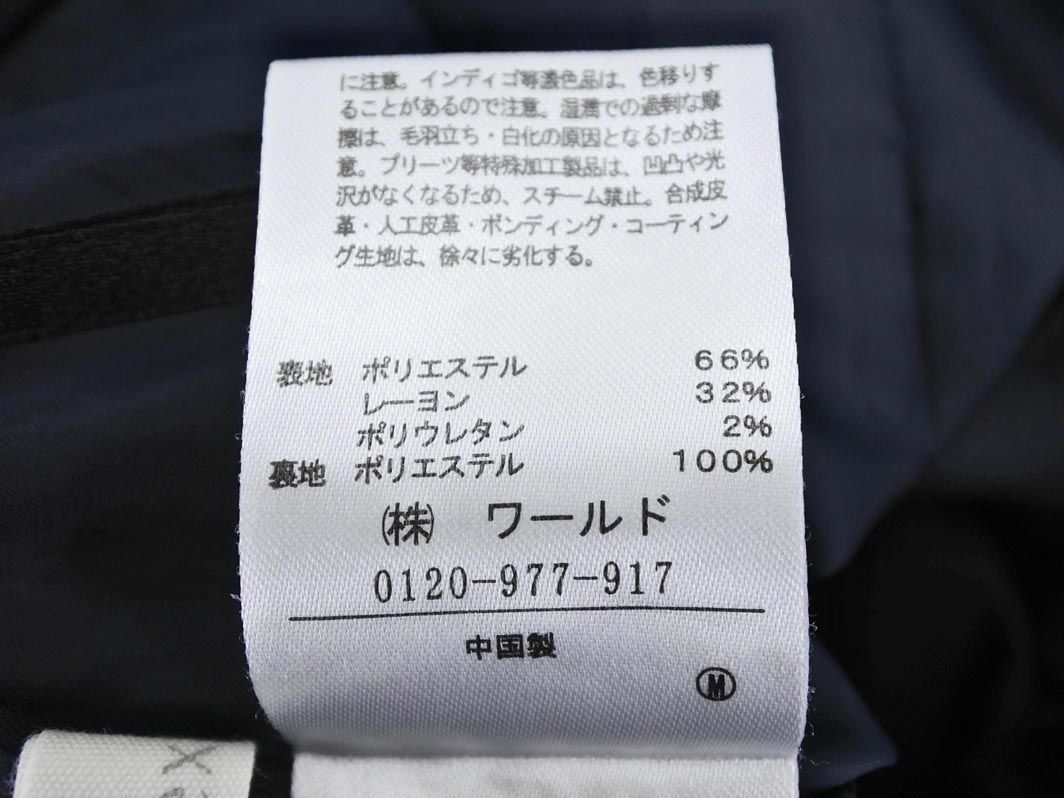 に注意。インディゴ等濃色品は、色移りす
ることがあるので注意。湿潤での過剰な摩
擦は、毛羽立ち・白化の原因となるため注
意。プリーツ等特殊加工製品は、凹凸や光
沢がなくなるため、スチーム禁止。合成皮
革・人工皮革・ボンディング・コーティン
グ生地は、徐々に劣化する。
表地 ポリエステル 66%
レーヨン 32%
ポリウレタン 2%
裏地 ポリエステル 100%
㈱ ワールド
0120-977-917
中国製
Ⓜ